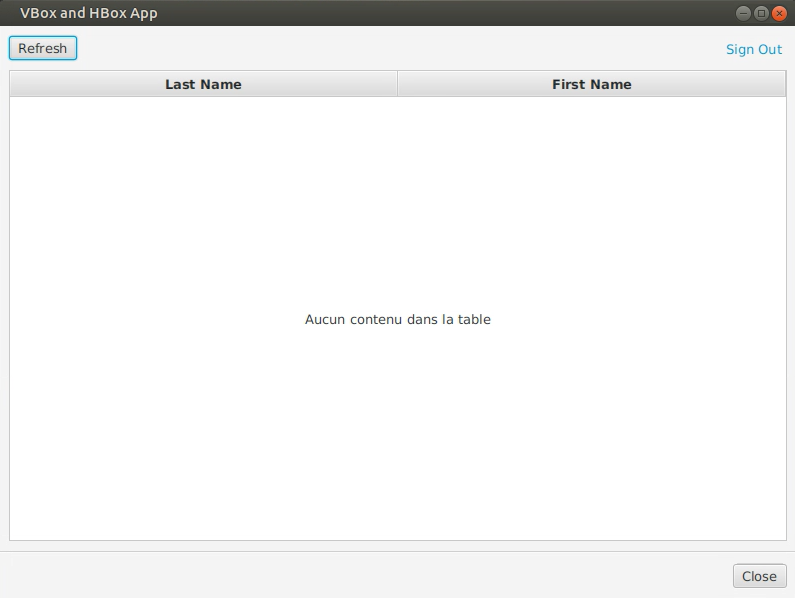 VBox and HBox App
Refresh
Sign Out
Last Name
First Name
Aucun contenu dans la table
Close